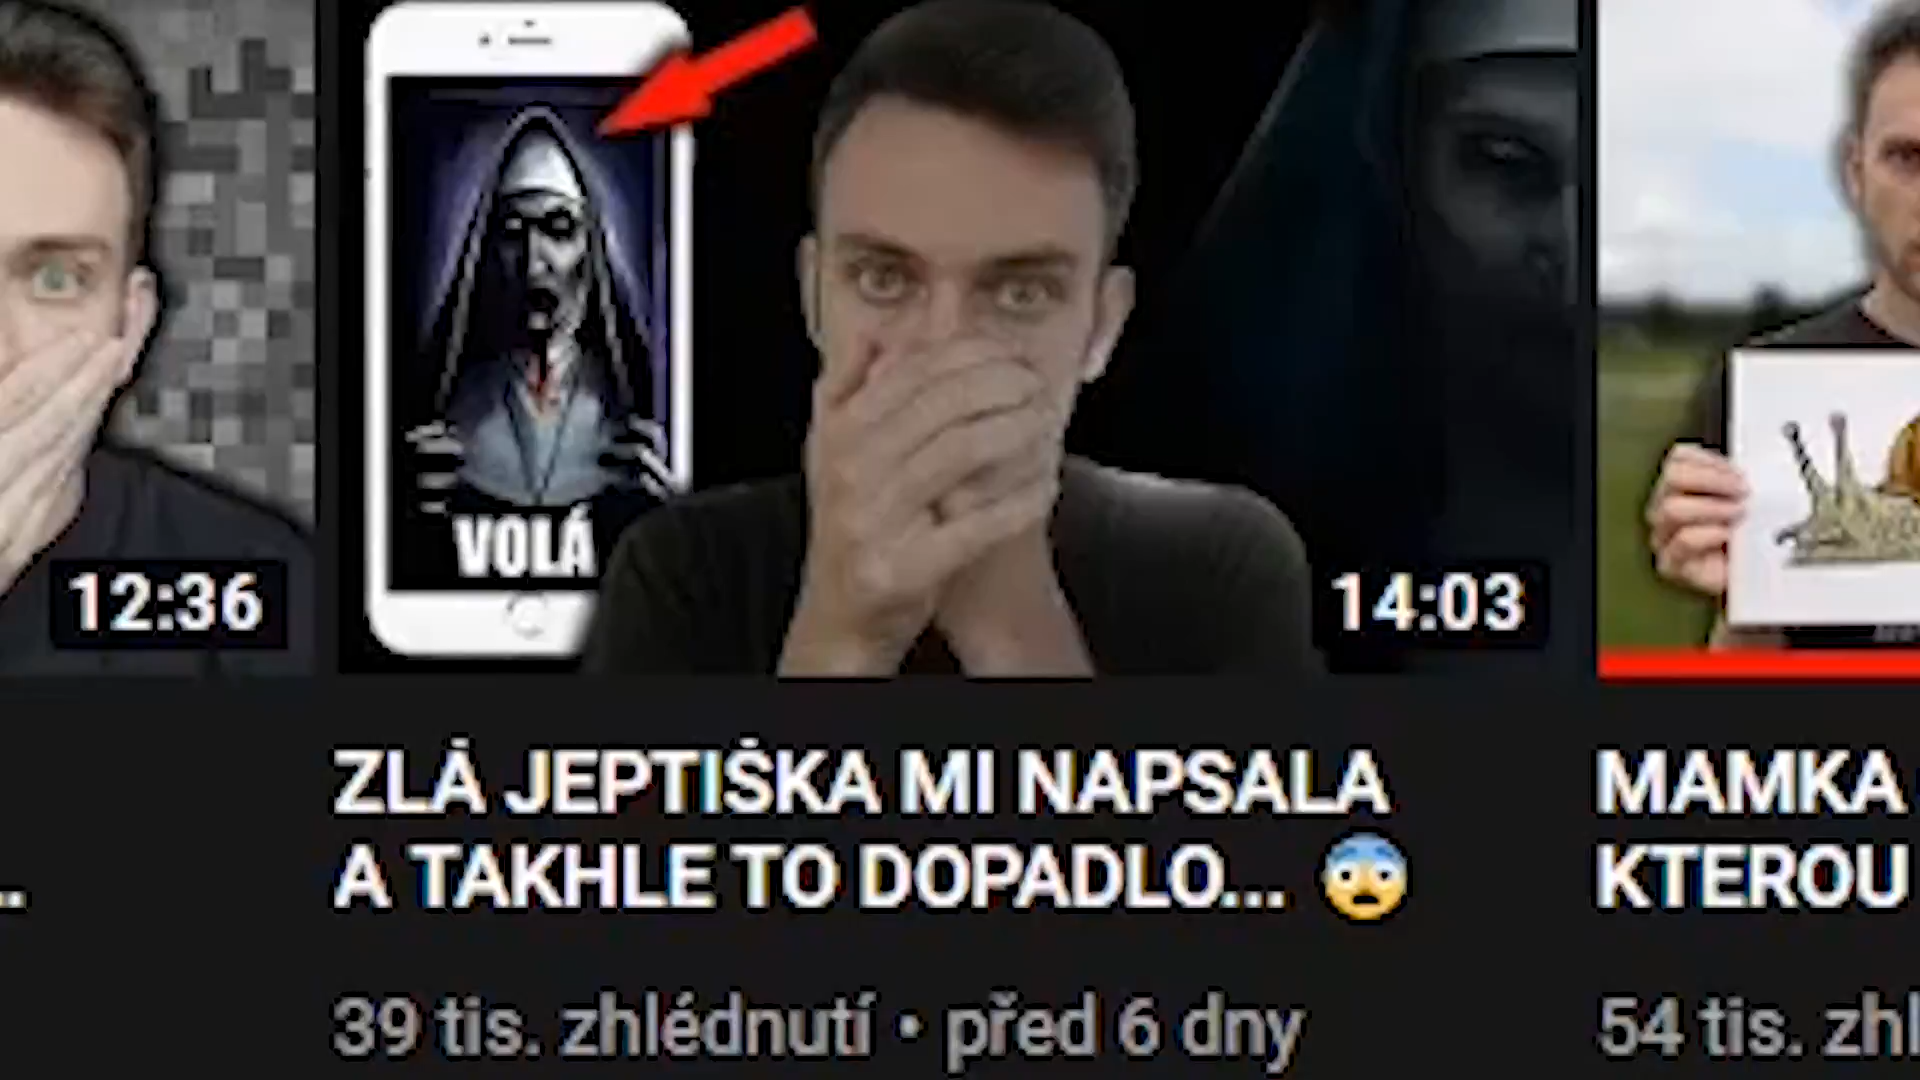 VOLÁ
12:36
14:03
ZLÁ JEPTIŠKA MI NAPSALA
A TAKHLE TO DOPADLO... 😨
39 tis. zhlédnutí • před 6 dny
...
MAMKA
KTEROU
54 tis. zhl